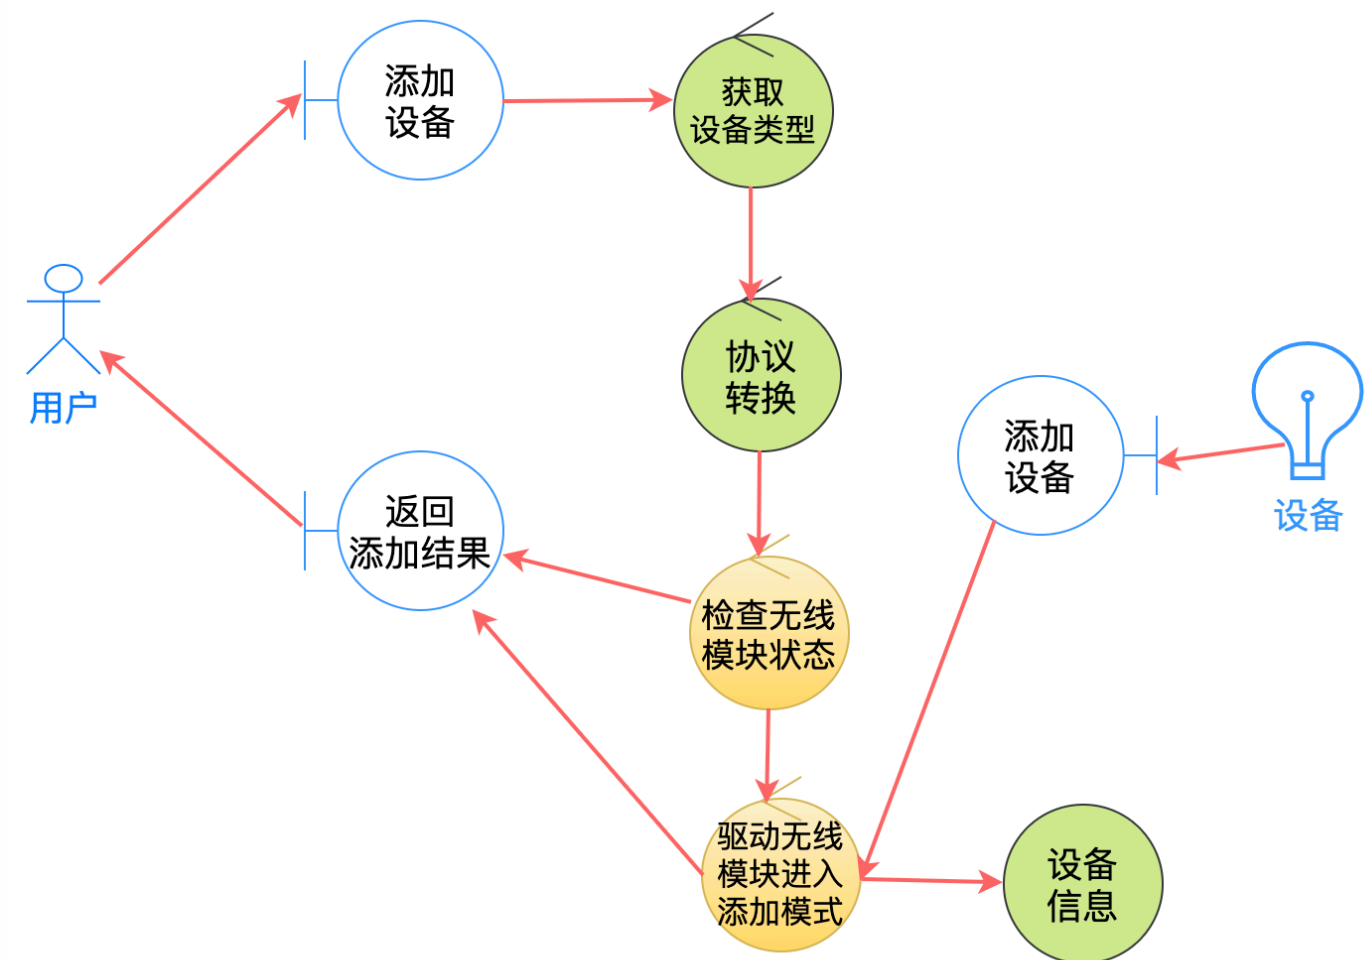 添加
设备
获取
设备类型
用户
协议
转换
添加
设备
设备
返回
添加结果
检查无线
模块状态
驱动无线
模块进入
添加模式
设备
信息